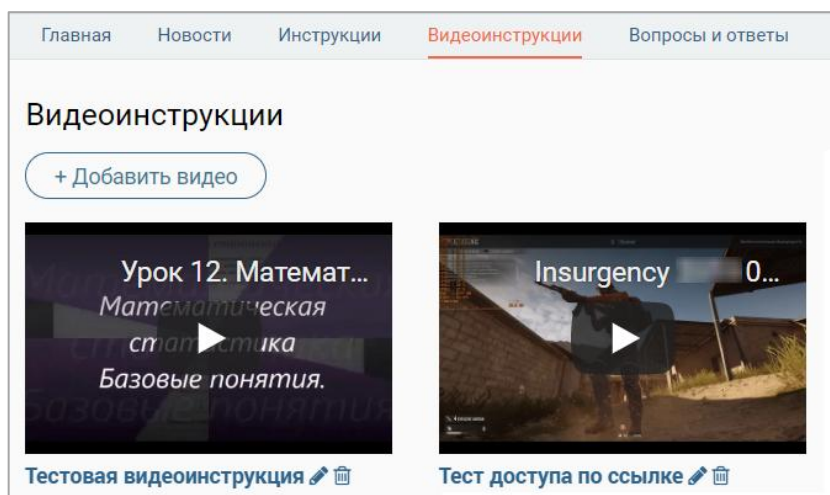 Главная Новости Инструкции Видеоинструкции Вопросы и ответы
Видеоинструкции
+ Добавить видео
Урок 12. Математ...
Математическая
статистика
Базовые понятия.
Insurgency 0...
Тестовая видеоинструкция
Тест доступа по ссылке